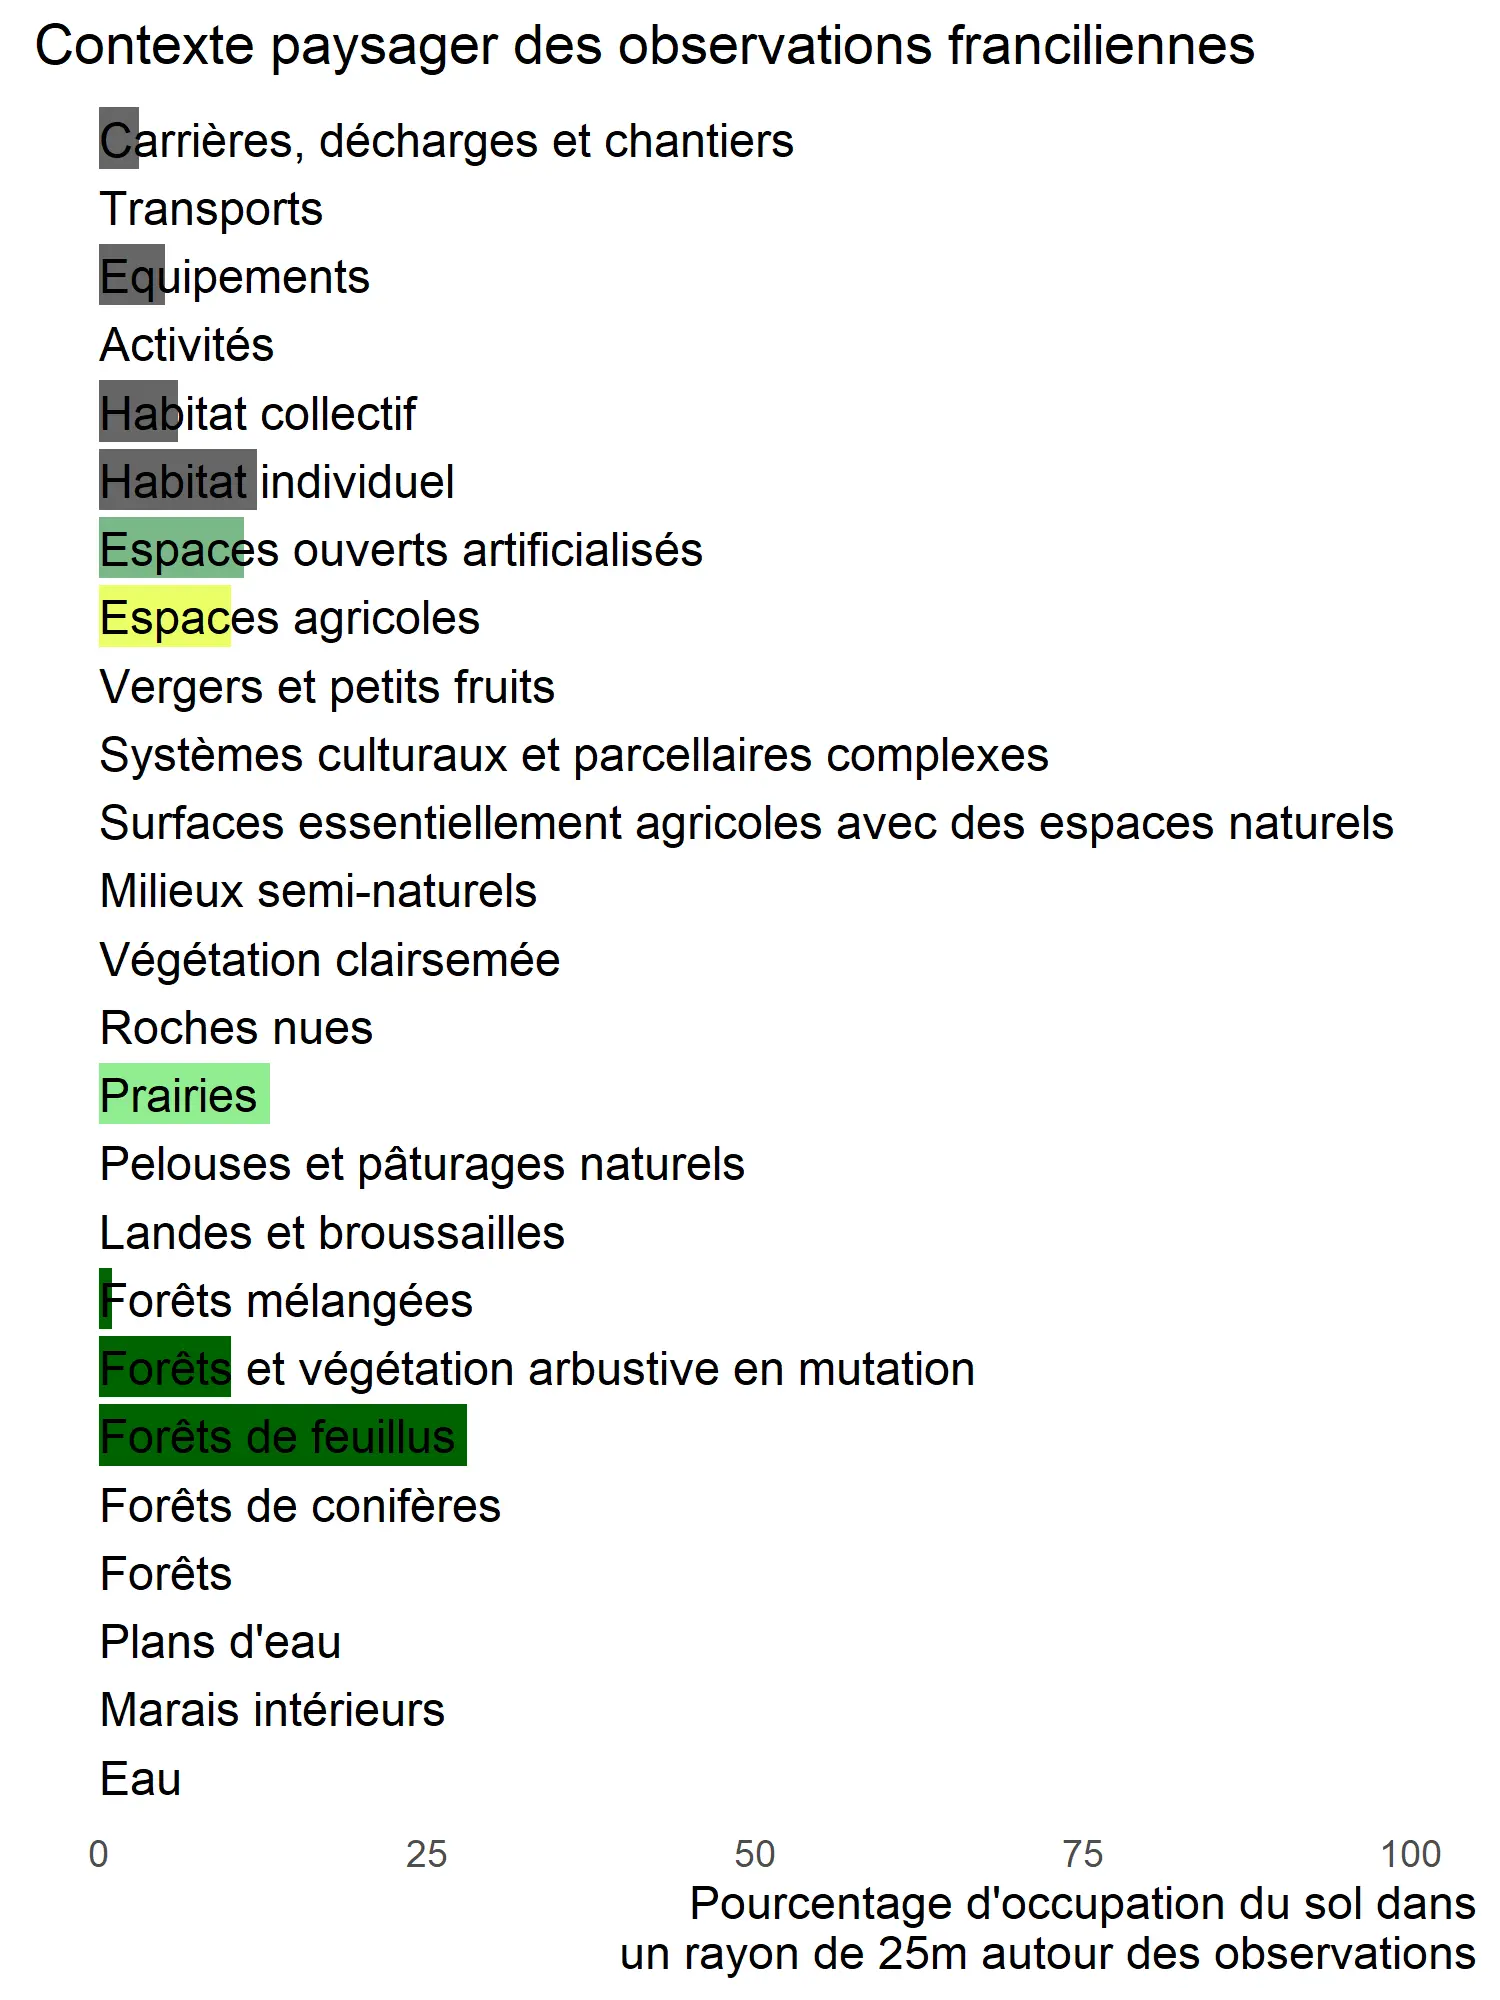 Contexte paysager des observations franciliennes
Carrières, décharges et chantiers
Transports
Equipements
Activités
Habitat collectif
Habitat individuel
Espaces ouverts artificialisés
Espaces agricoles
Vergers et petits fruits
Systèmes culturaux et parcellaires complexes
Surfaces essentiellement agricoles avec des espaces naturels
Milieux semi-naturels
Végétation clairsemée
Roches nues
Prairies
Pelouses et pâturages naturels
Landes et broussailles
Forêts mélangées
Forêts et végétation arbustive en mutation
Forêts de feuillus
Forêts de conifères
Forêts
Plans d'eau
Marais intérieurs
Eau
0 25 50 75 100
Pourcentage d'occupation du sol dans
un rayon de 25m autour des observations